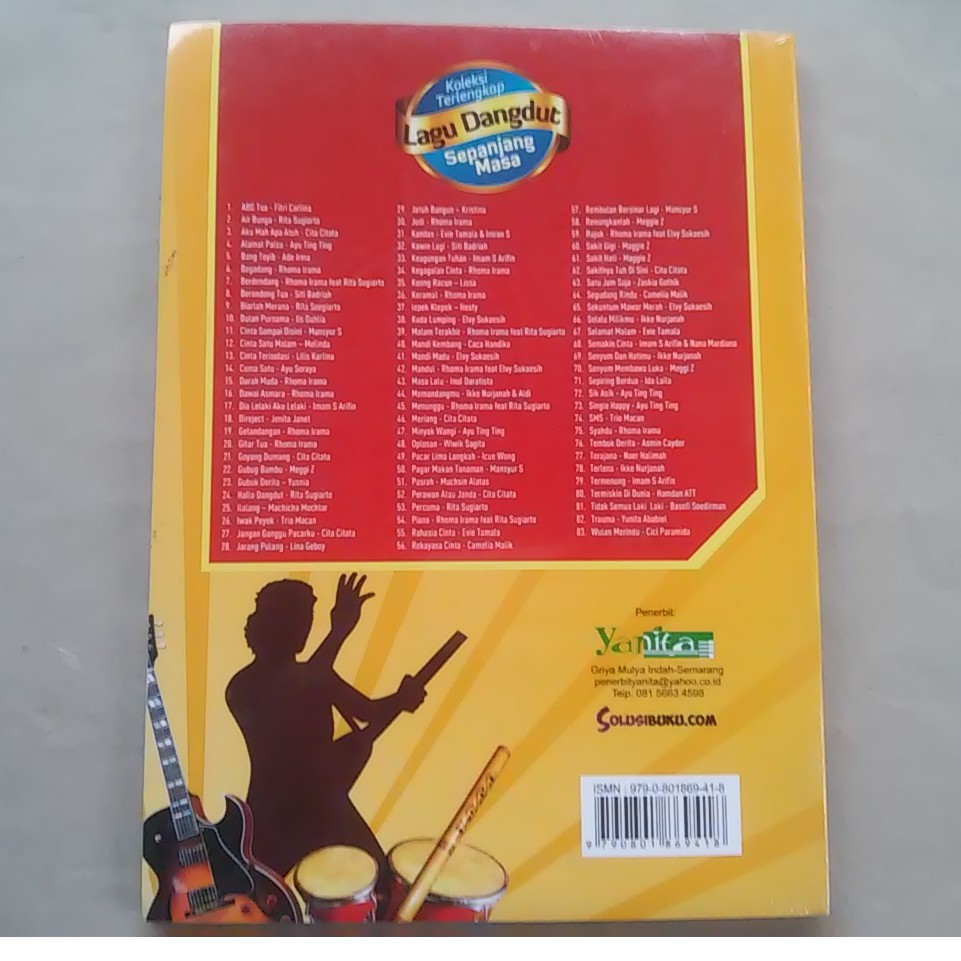 Koleksi
Terlengkap
Lagu Dangdut
Sepanjang
Masa
1. ABG Tua - Fitri Carlina
2. Air Bunga - Rita Sugiarto
3. Aku Mah Apa Atuh - Cita Citata
4. Alamat Palsu - Ayu Ting Ting
5. Bang Toyib - Ade Irma
6. Begadang - Rhoma Irama
7. Berdendang - Rhoma Irama feat Rita Sugiarto
8. Berondong Tua - Siti Badriah
9. Biarlah Merana - Rita Soegiarto
10. Bulan Purnama - Iis Dahlia
11. Cinta Sampai Disini - Mansyur S
12. Cinta Satu Malam - Melinda
13. Cinta Terisolasi - Lilis Karlina
14. Cuma Satu - Ayu Soraya
15. Darah Muda - Rhoma Irama
16. Dawai Asmara - Rhoma Irama
17. Dia Lelaki Aku Lelaki - Imam S Arifin
18. Direject - Jenita Janet
19. Gelandangan - Rhoma Irama
20. Gitar Tua - Rhoma Irama
21. Goyang Dumang - Cita Citata
22. Gubug Bambu - Meggi Z
23. Gubuk Derita - Yusnia
24. Hallo Dangdut - Rita Sugiarto
25. Ilalang - Machicha Mochtar
26. Iwak Peyek - Trio Macan
27. Jangan Ganggu Pacarku - Cita Citata
28. Jarang Pulang - Lina Geboy
29. Jatuh Bangun - Kristina
30. Judi - Rhoma Irama
31. Kandas - Evie Tamala & Imron S
32. Kawin Lagi - Siti Badriah
33. Keagungan Tuhan - Imam S Arifin
34. Kegagalan Cinta - Rhoma Irama
35. Keong Racun - Lissa
36. Keramat - Rhoma Irama
37. lepek Klepek - Hesty
38. Kuda Lumping - Elvy Sukaesih
39. Malam Terakhir - Rhoma Irama feat Rita Sugiarto
40. Mandi Kembang - Caca Handika
41. Mandi Madu - Elvy Sukaesih
42. Mandul - Rhoma Irama feat Elvy Sukaesih
43. Masa Lalu - Inul Daratista
44. Memandangmu - Ikke Nurjanah & Aldi
45. Menunggu - Rhoma Irama feat Rita Sugiarto
46. Meriang - Cita Citata
47. Minyak Wangi - Ayu Ting Ting
48. Oplosan - Wiwik Sagita
49. Pacar Lima Langkah - Icue Wong
50. Pagar Makan Tanaman - Mansyur S
51. Pasrah - Muchsin Alatas
52. Perawan Atau Janda - Cita Citata
53. Percuma - Rita Sugiarto
54. Piano - Rhoma Irama feat Rita Sugiarto
55. Rahasia Cinta - Evie Tamala
56. Rekayasa Cinta - Camelia Malik
57. Rembulan Bersinar Lagi - Mansyur S
58. Renungkanlah - Meggie Z
59. Rujuk - Rhoma Irama feat Elvy Sukaesih
60. Sakit Gigi - Maggie Z
61. Sakit Hati - Maggie Z
62. Sakitnya Tuh Di Sini - Cita Citata
63. Satu Jam Saja - Zaskia Gothik
64. Segudang Rindu - Camelia Malik
65. Sekuntum Mawar Merah - Elvy Sukaesih
66. Selala Milikmu - Ikke Nurjanah
67. Selamat Malam - Evie Tamala
68. Semakin Cinta - Imam S Arifin & Nana Mardiana
69. Senyum Dan Hatimu - Ikke Nurjanah
70. Senyum Membawa Luka - Meggi Z
71. Sepiring Berdua - Ida Laila
72. Sik Asik - Ayu Ting Ting
73. Single Happy - Ayu Ting Ting
74. SMS - Trio Macan
75. Syahdu - Rhoma Irama
76. Tembok Derita - Asmin Cayder
77. Terajana - Noer Halimah
78. Terlena - Ikke Nurjanah
79. Termenung - Imam S Arifin
80. Termiskin Di Dunia - Hamdan ATT
81. Tidak Semua Laki Laki - Basofi Soedirman
82. Trauma - Yunita Ababiel
83. Wulan Merindu - Cici Paramida
Penerbit:
Yanita
Griya Mulya Indah-Semarang
penerbityanita@yahoo.co.id
Telp. 081 5683 4598
SOLUSIBUKU.COM
ISMN : 979-0-801869-41-8
9 790801 869418